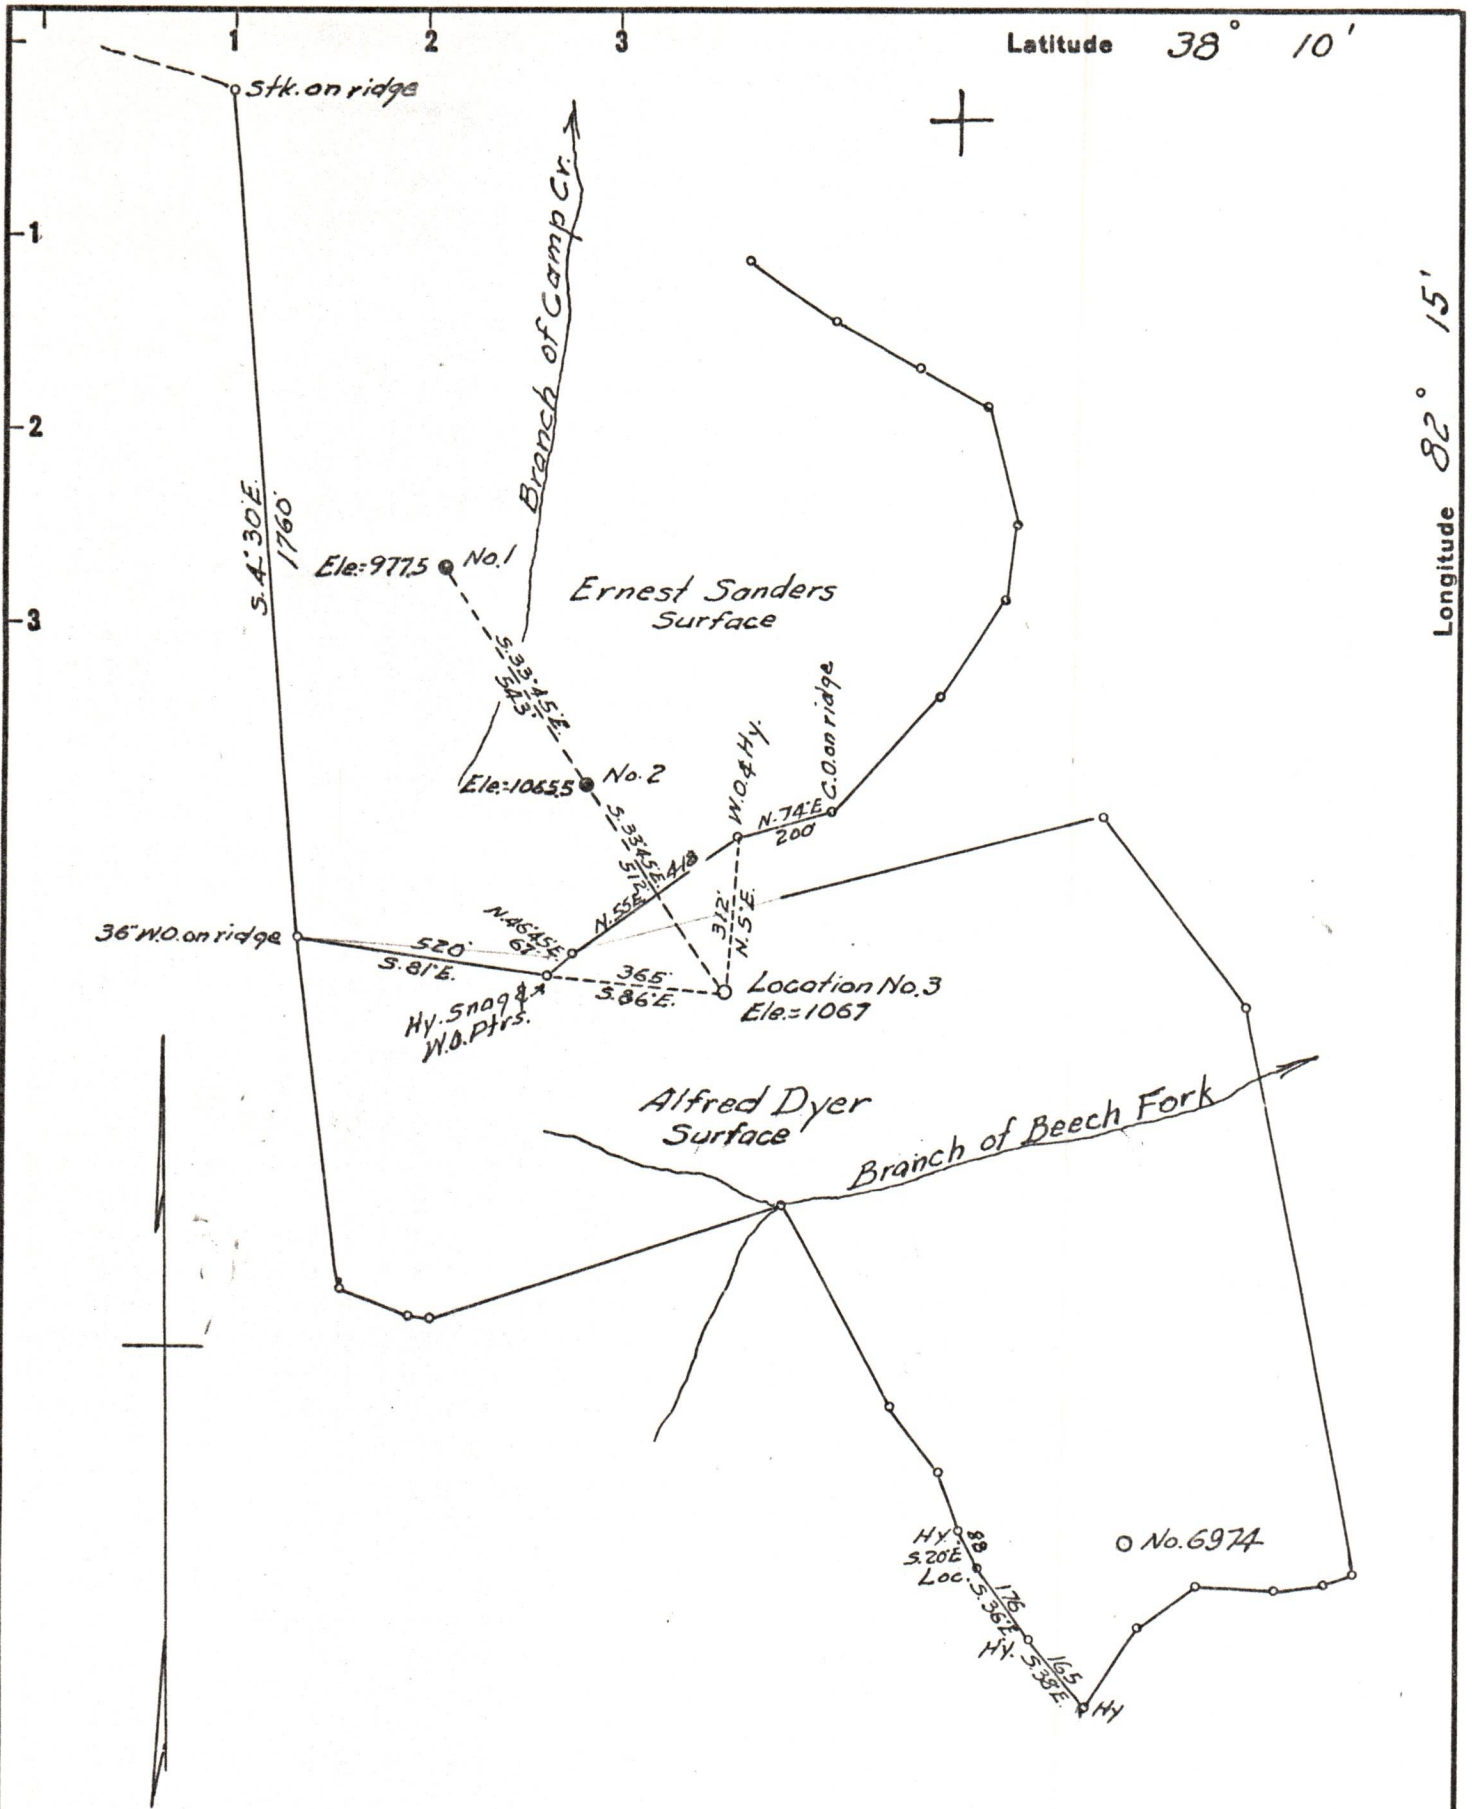 1 2 3 Latitude 38° 10'
Stk. on ridge
Branch of Camp Cr.
-1
-2
-3
Longitude 82° 15'
S. 4° 30' E.
1760'
Ele.=977.5 No. 1
Ernest Sanders
Surface
S. 33° 45' E.
543'
Ele.=1065.5 No. 2
W.O. & Hy.
C.O. on ridge
N. 74° E
200'
S. 33° 45' E.
512'
N. 55° E. 418
N. 46° 45' E.
67'
312'
N. 5° E.
36" W.O. on ridge
520'
S. 81° E.
365'
S. 86° E.
Location No. 3
Ele.=1067
Hy. Snag &
W.O. Ptrs.
Alfred Dyer
Surface
Branch of Beech Fork
Hy. 88
S. 20° E.
Loc. 176
S. 36° E.
Hy. 165
S. 38° E.
Hy
No. 6974